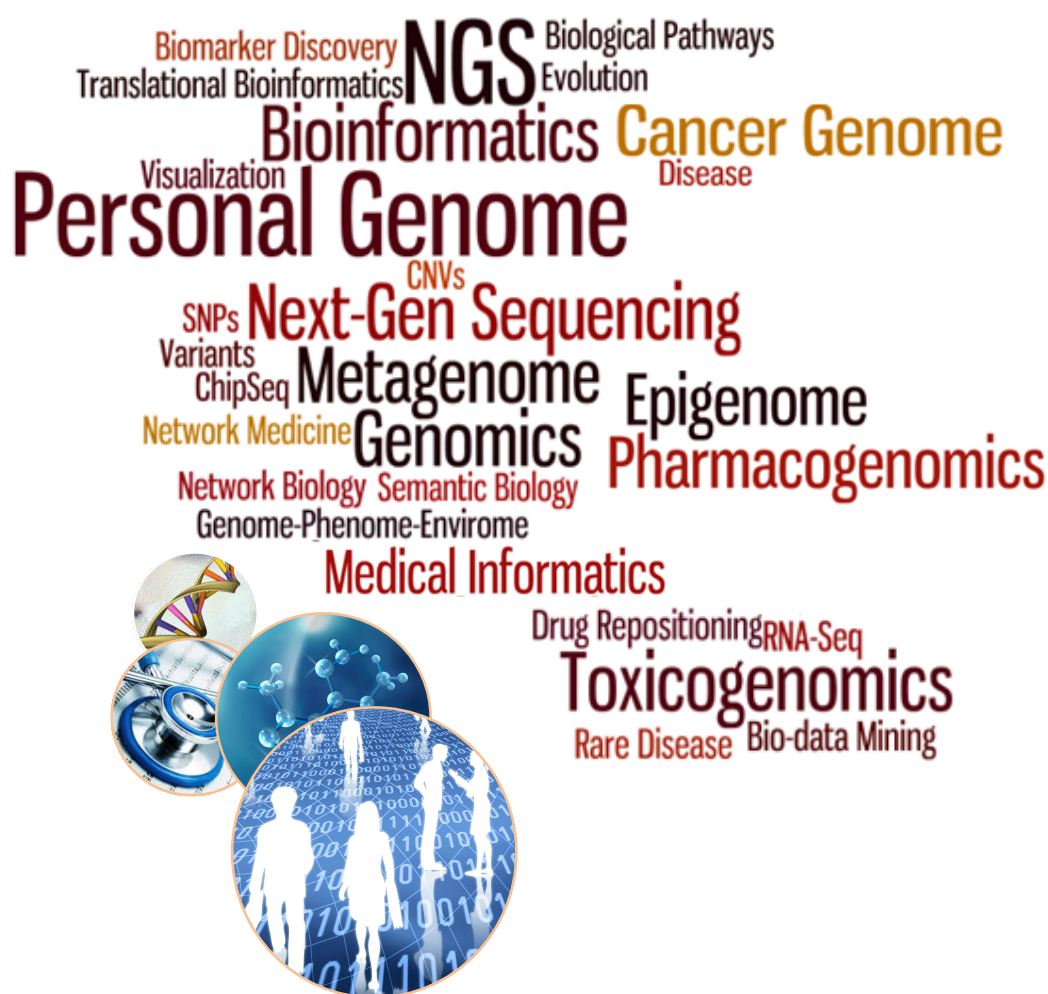 Biomarker Discovery
NGS
Biological Pathways
Translational Bioinformatics
Evolution
Bioinformatics
Cancer Genome
Visualization
Disease
Personal Genome
CNVs
SNPs
Next-Gen Sequencing
Variants
ChipSeq
Metagenome
Epigenome
Network Medicine
Genomics
Pharmacogenomics
Network Biology
Semantic Biology
Genome-Phenome-Envirome
Medical Informatics
Drug Repositioning
RNA-Seq
Toxicogenomics
Rare Disease
Bio-data Mining